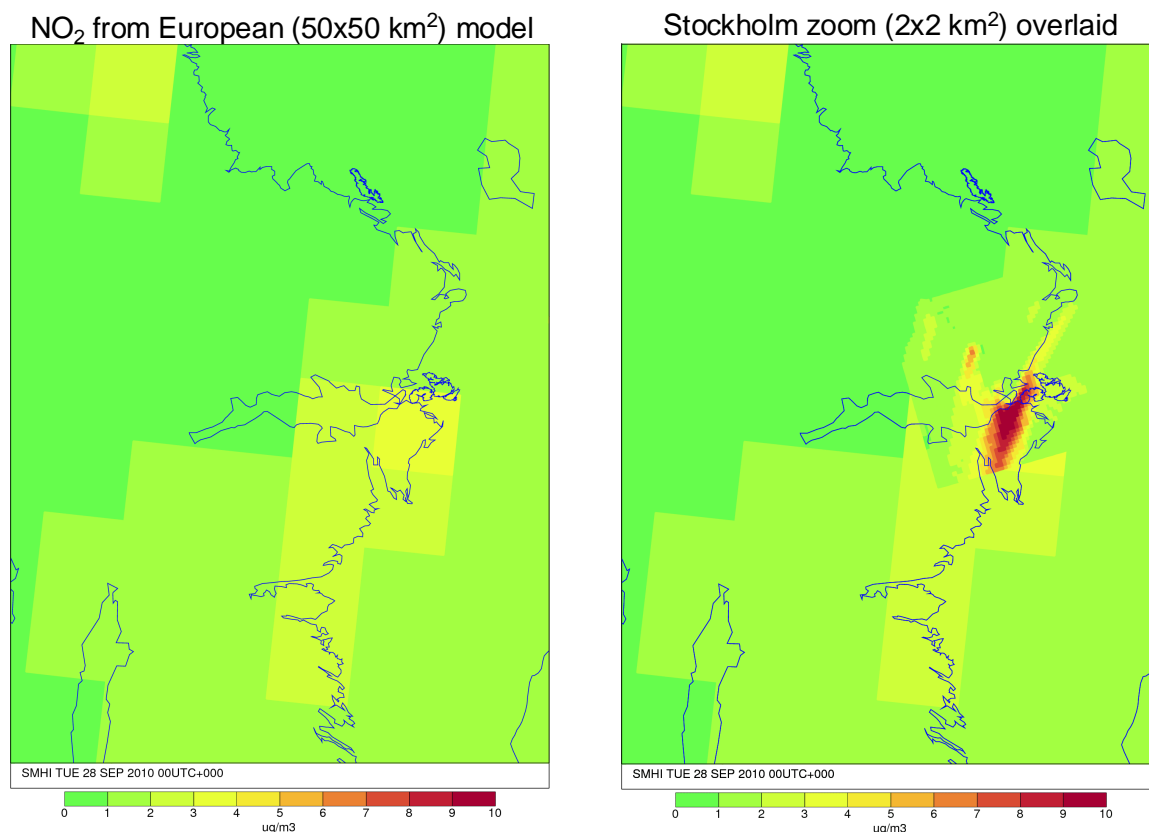 NO₂ from European (50x50 km²) model
Stockholm zoom (2x2 km²) overlaid
SMHI TUE 28 SEP 2010 00UTC+000
SMHI TUE 28 SEP 2010 00UTC+000
0 1 2 3 4 5 6 7 8 9 10
ug/m3
0 1 2 3 4 5 6 7 8 9 10
ug/m3